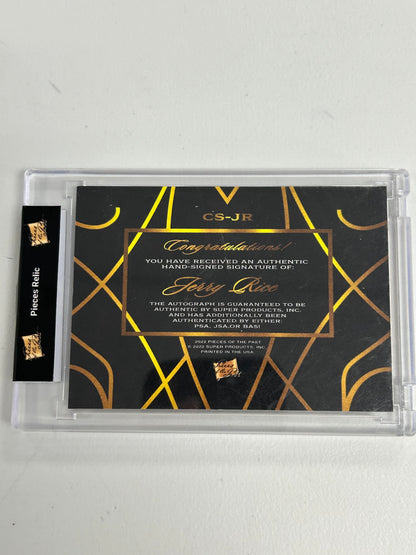 CS-JR
Congratulations!
YOU HAVE RECEIVED AN AUTHENTIC
HAND-SIGNED SIGNATURE OF:
Jerry Rice
THE AUTOGRAPH IS GUARANTEED TO BE
AUTHENTIC BY SUPER PRODUCTS, INC.
AND HAS ADDITIONALLY BEEN
AUTHENTICATED BY EITHER
PSA, JSA,OR BAS!
2022 PIECES OF THE PAST
© 2022 SUPER PRODUCTS, INC.
PRINTED IN THE USA
Pieces Relic